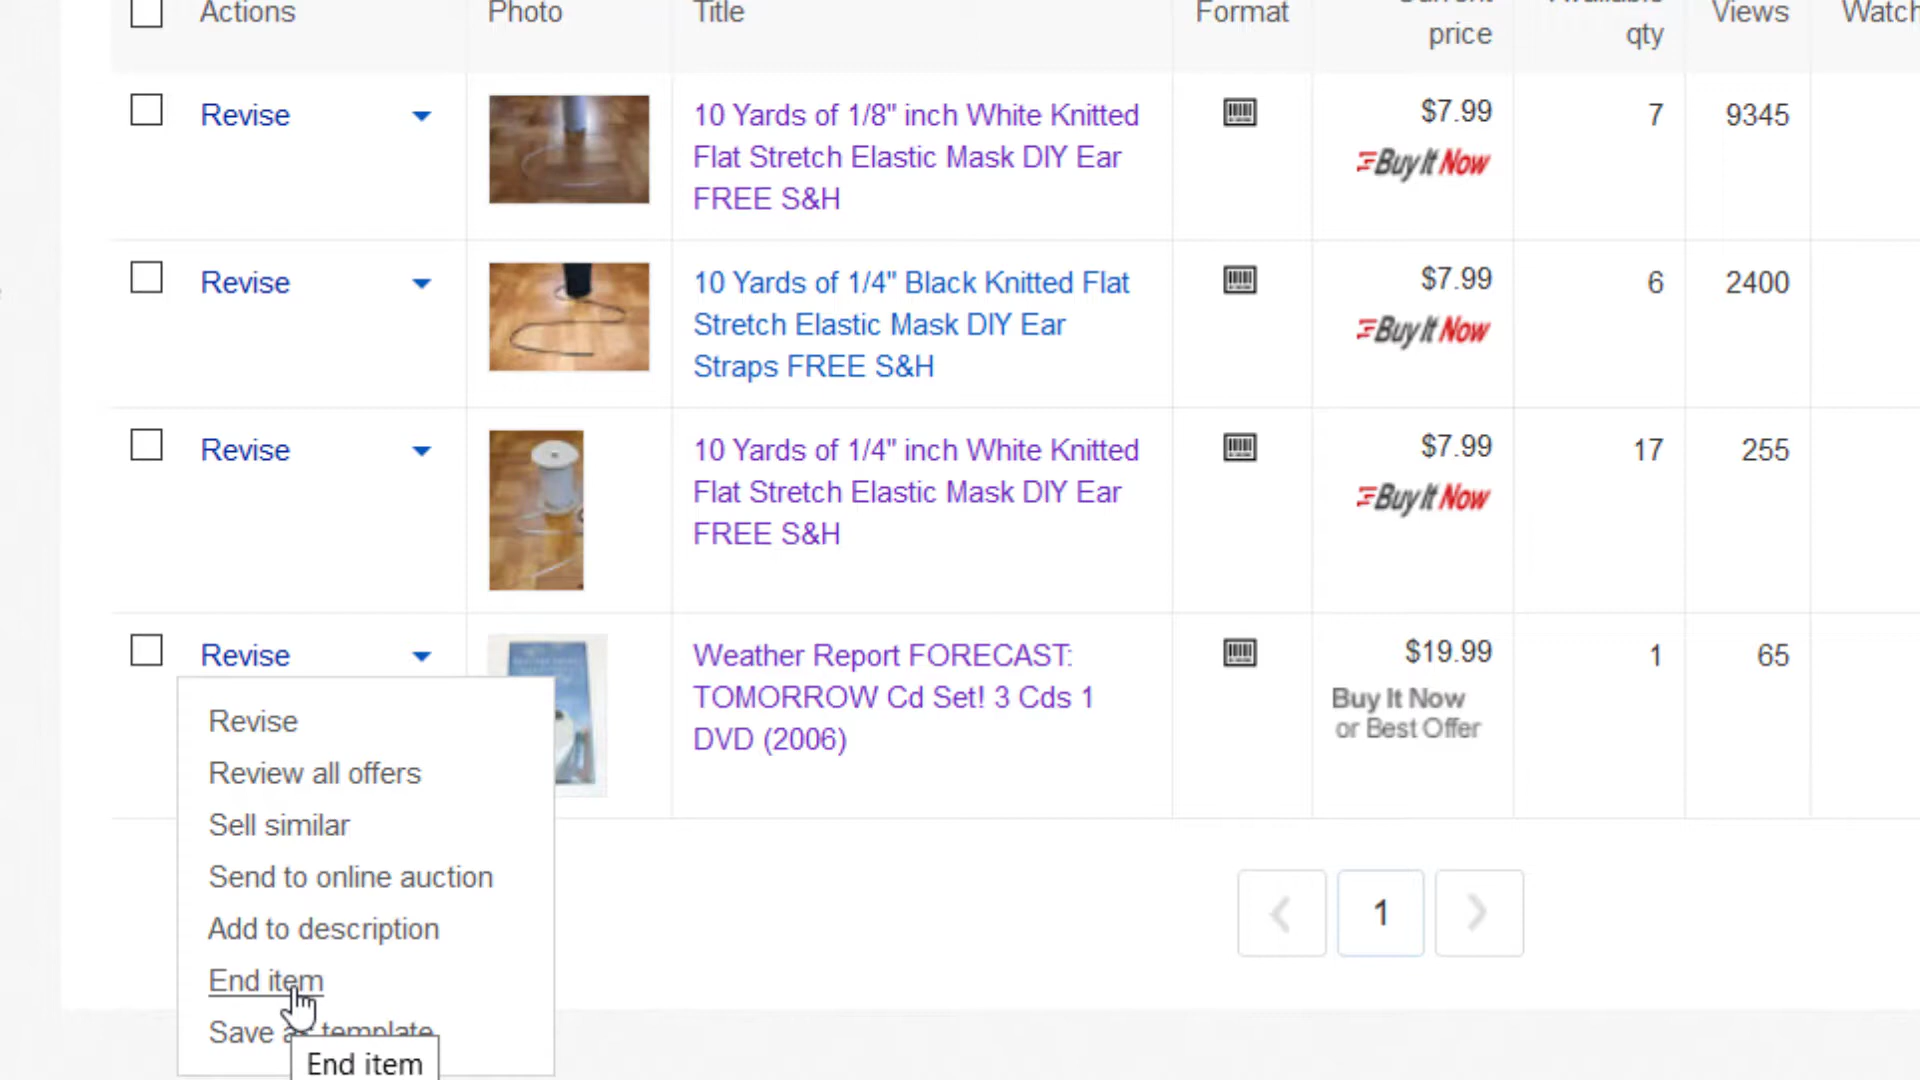 Actions Photo Title Format Current price Available qty Views Watch
Revise
10 Yards of 1/8" inch White Knitted
Flat Stretch Elastic Mask DIY Ear
FREE S&H
$7.99
Buy It Now
7
9345
Revise
10 Yards of 1/4" Black Knitted Flat
Stretch Elastic Mask DIY Ear
Straps FREE S&H
$7.99
Buy It Now
6
2400
Revise
10 Yards of 1/4" inch White Knitted
Flat Stretch Elastic Mask DIY Ear
FREE S&H
$7.99
Buy It Now
17
255
Revise
Weather Report FORECAST:
TOMORROW Cd Set! 3 Cds 1
DVD (2006)
$19.99
Buy It Now
or Best Offer
1
65
Revise
Review all offers
Sell similar
Send to online auction
Add to description
End item
Save as template
End item
1